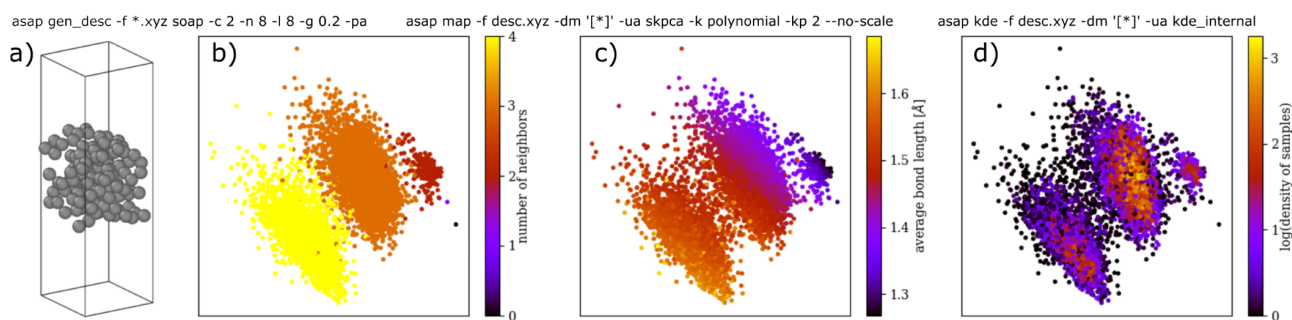 asap gen_desc -f *.xyz soap -c 2 -n 8 -l 8 -g 0.2 -pa
asap map -f desc.xyz -dm '[*]' -ua skpca -k polynomial -kp 2 --no-scale
asap kde -f desc.xyz -dm '[*]' -ua kde_internal
a)
b)
4
3
2
1
0
number of neighbors
c)
1.6
1.5
1.4
1.3
average bond length [Å]
d)
3
2
1
0
log(density of samples)